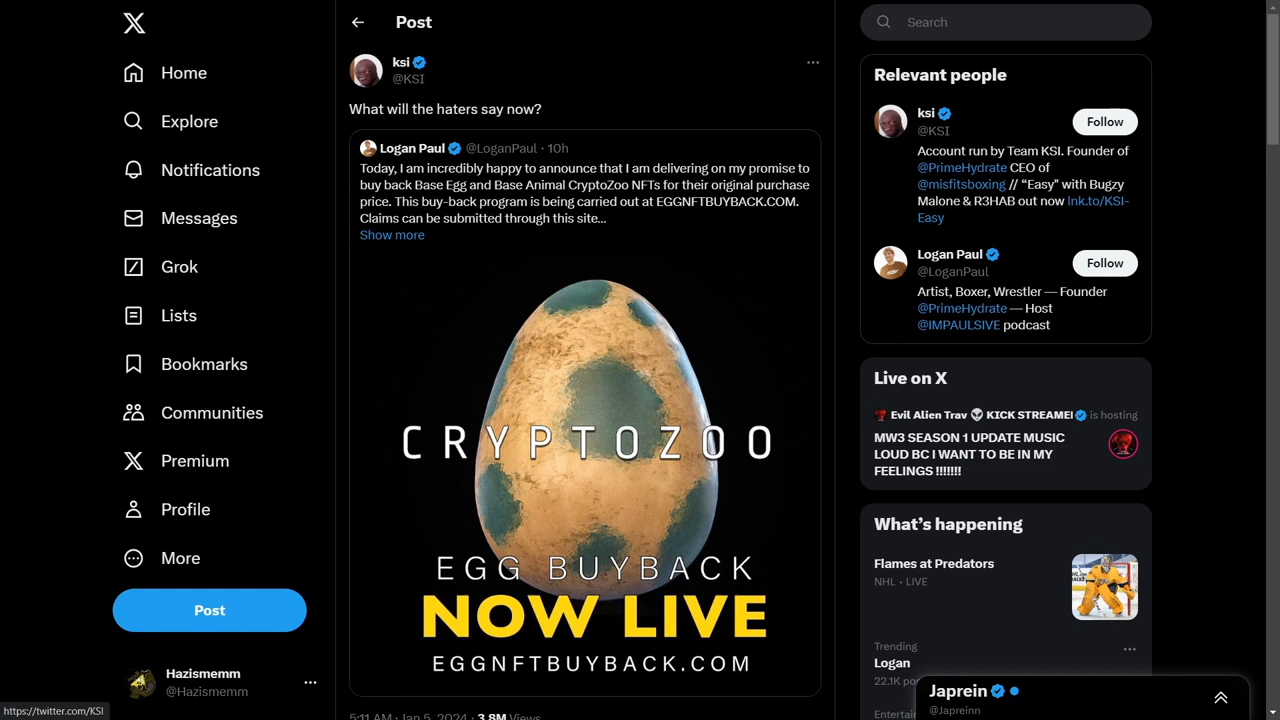 Home
Explore
Notifications
Messages
Grok
Lists
Bookmarks
Communities
Premium
Profile
More
Post
Hazismemm
@Hazismemm
https://twitter.com/KSI
Post
ksi
@KSI
What will the haters say now?
Logan Paul @LoganPaul · 10h
Today, I am incredibly happy to announce that I am delivering on my promise to
buy back Base Egg and Base Animal CryptoZoo NFTs for their original purchase
price. This buy-back program is being carried out at EGGNFTBUYBACK.COM.
Claims can be submitted through this site...
Show more
CRYPTOZOO
EGG BUYBACK
NOW LIVE
EGGNFTBUYBACK.COM
5:11 AM · Jan 5, 2024 · 3.8M Views
Search
Relevant people
ksi
@KSI
Follow
Account run by Team KSI. Founder of
@PrimeHydrate CEO of
@misfitsboxing // “Easy” with Bugzy
Malone & R3HAB out now lnk.to/KSI-
Easy
Logan Paul
@LoganPaul
Follow
Artist, Boxer, Wrestler — Founder
@PrimeHydrate — Host
@IMPAULSIVE podcast
Live on X
Evil Alien Trav KICK STREAME is hosting
MW3 SEASON 1 UPDATE MUSIC
LOUD BC I WANT TO BE IN MY
FEELINGS !!!!!!!
What’s happening
Flames at Predators
NHL · LIVE
Trending
Logan
22.1K po
Entertai
Japrein
@Japreinn